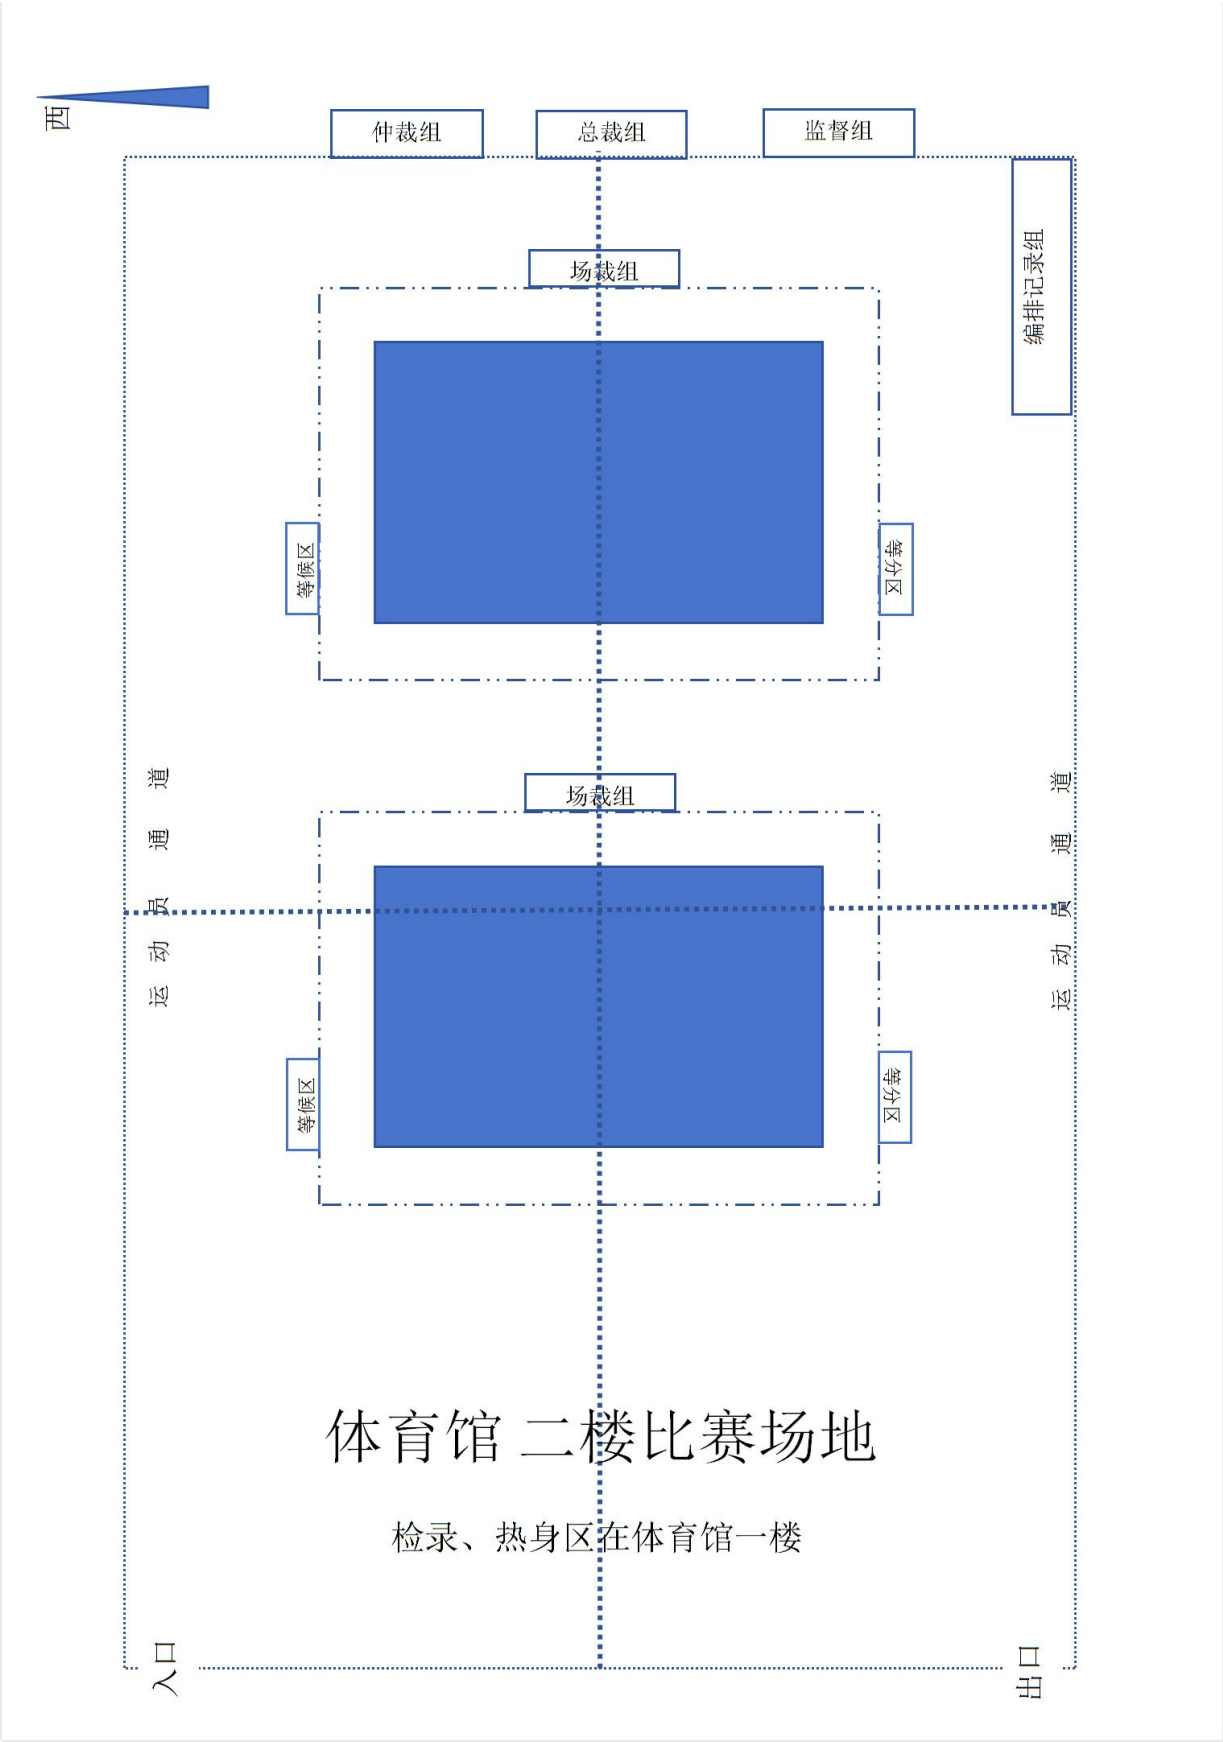 西
仲裁组
总裁组
监督组
编排记录组
场裁组
等候区
等分区
场裁组
运动员通道
运动员通道
等候区
等分区
体育馆 二楼比赛场地
检录、热身区在体育馆一楼
入口
出口